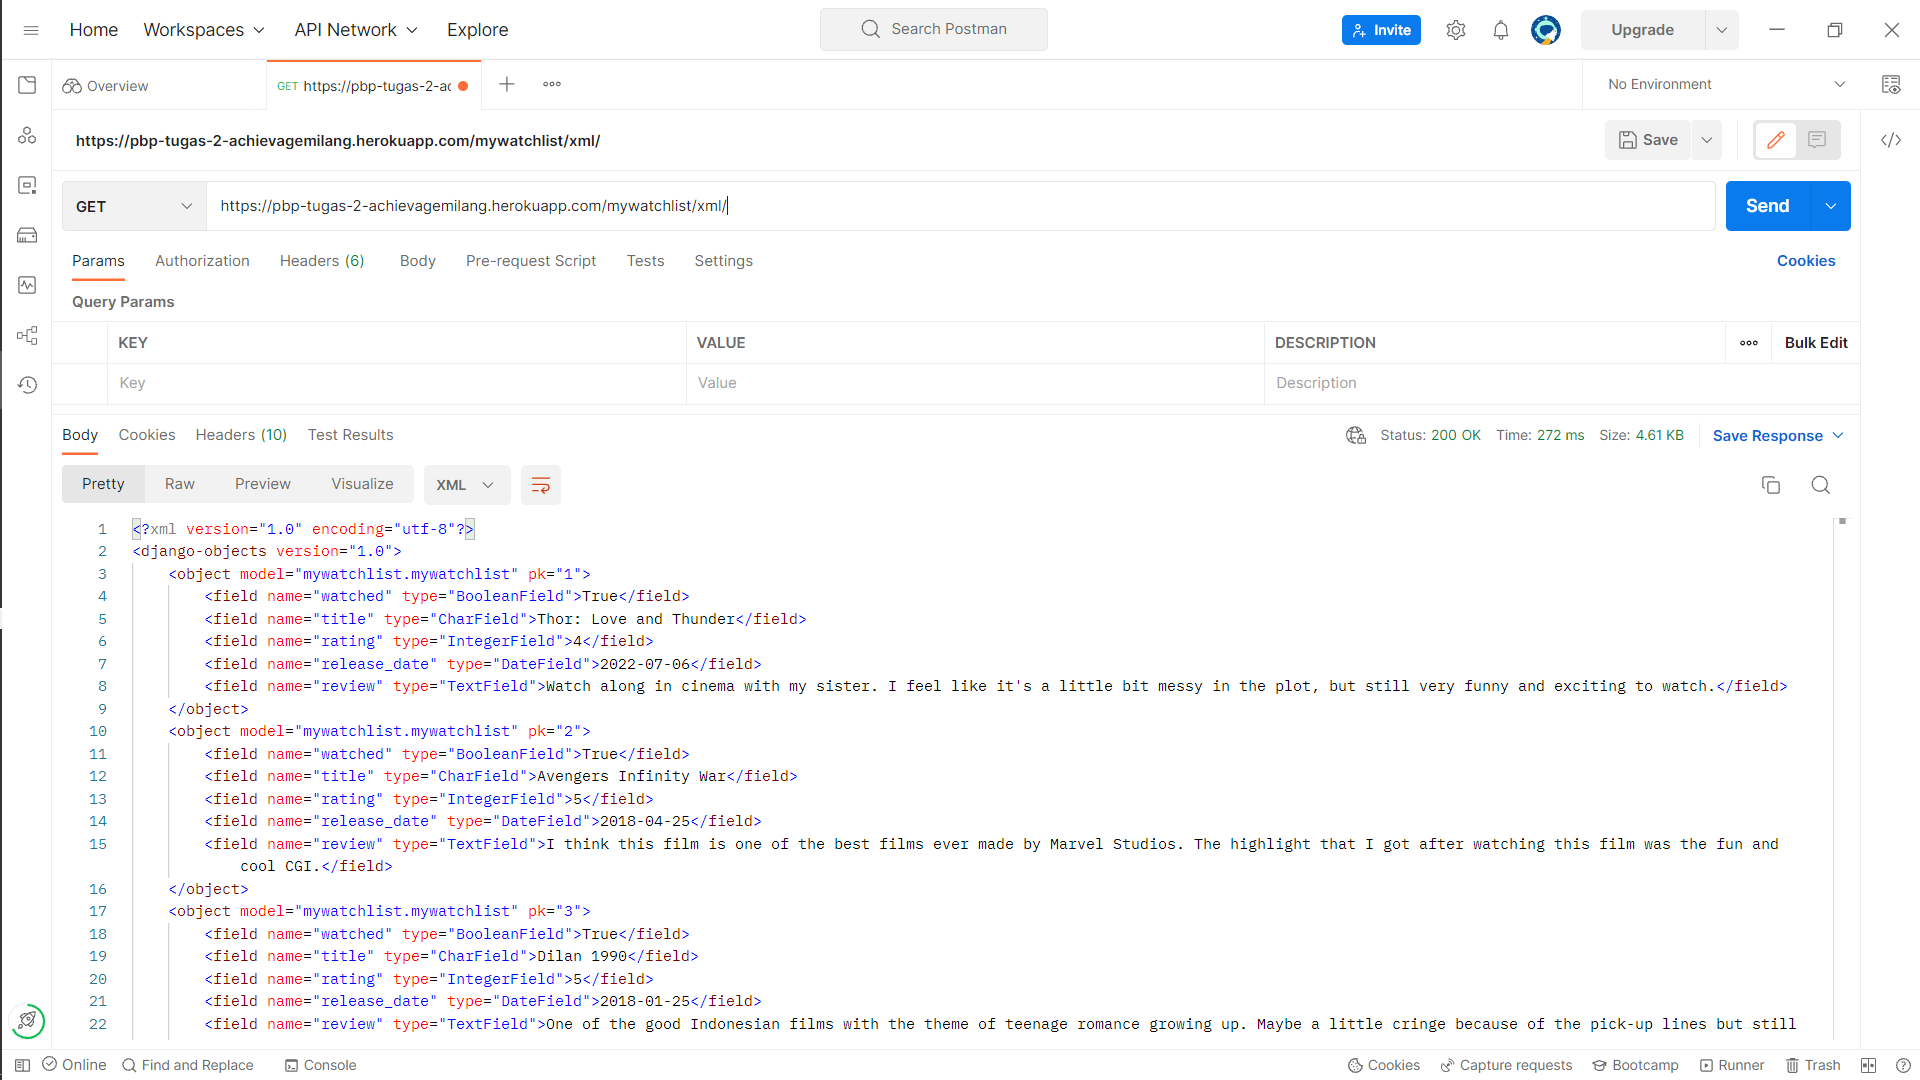 Home Workspaces API Network Explore Search Postman Invite Upgrade
Overview GET https://pbp-tugas-2-ac No Environment
https://pbp-tugas-2-achievagemilang.herokuapp.com/mywatchlist/xml/ Save
GET https://pbp-tugas-2-achievagemilang.herokuapp.com/mywatchlist/xml/ Send
Params Authorization Headers (6) Body Pre-request Script Tests Settings Cookies
Query Params
KEY VALUE DESCRIPTION Bulk Edit
Key Value Description
Body Cookies Headers (10) Test Results Status: 200 OK Time: 272 ms Size: 4.61 KB Save Response
Pretty Raw Preview Visualize XML
1 <?xml version="1.0" encoding="utf-8"?>
2 <django-objects version="1.0">
3 <object model="mywatchlist.mywatchlist" pk="1">
4 <field name="watched" type="BooleanField">True</field>
5 <field name="title" type="CharField">Thor: Love and Thunder</field>
6 <field name="rating" type="IntegerField">4</field>
7 <field name="release_date" type="DateField">2022-07-06</field>
8 <field name="review" type="TextField">Watch along in cinema with my sister. I feel like it's a little bit messy in the plot, but still very funny and exciting to watch.</field>
9 </object>
10 <object model="mywatchlist.mywatchlist" pk="2">
11 <field name="watched" type="BooleanField">True</field>
12 <field name="title" type="CharField">Avengers Infinity War</field>
13 <field name="rating" type="IntegerField">5</field>
14 <field name="release_date" type="DateField">2018-04-25</field>
15 <field name="review" type="TextField">I think this film is one of the best films ever made by Marvel Studios. The highlight that I got after watching this film was the fun and
cool CGI.</field>
16 </object>
17 <object model="mywatchlist.mywatchlist" pk="3">
18 <field name="watched" type="BooleanField">True</field>
19 <field name="title" type="CharField">Dilan 1990</field>
20 <field name="rating" type="IntegerField">5</field>
21 <field name="release_date" type="DateField">2018-01-25</field>
22 <field name="review" type="TextField">One of the good Indonesian films with the theme of teenage romance growing up. Maybe a little cringe because of the pick-up lines but still
Online Find and Replace Console Cookies Capture requests Bootcamp Runner Trash